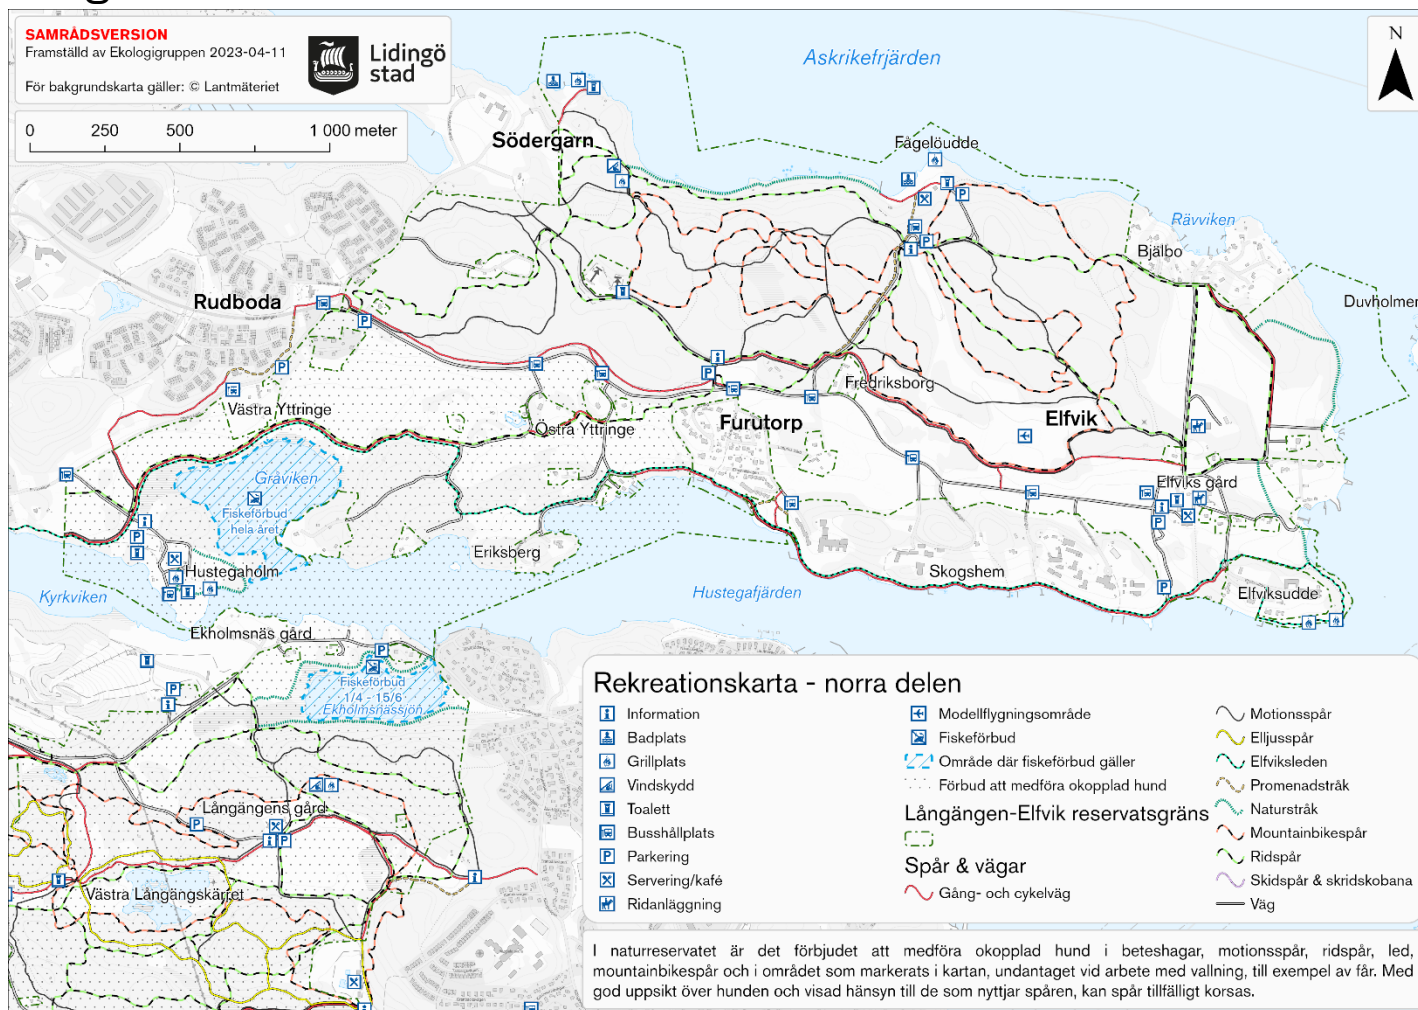 SAMRÅDSVERSION
Framställd av Ekologigruppen 2023-04-11
För bakgrundskarta gäller: © Lantmäteriet
Lidingö
stad
0 250 500 1 000 meter
N
Askrikefjärden
Södergarn
Fågelöudde
Rävviken
Bjälbo
Duvholmen
Rudboda
Fredriksborg
Västra Yttringe
Östra Yttringe
Furutorp
Elfvik
Gråviken
Fiskeförbud
hela året
Elfviks gård
Eriksberg
Hustegaholm
Skogshem
Kyrkviken
Hustegafjärden
Elfviksudde
Ekholmsnäs gård
Fiskeförbud
1/4 - 15/6
Ekholmsnässjön
Långängens gård
Västra Långängskärret
Rekreationskarta - norra delen
Information
Badplats
Grillplats
Vindskydd
Toalett
Busshållplats
Parkering
Servering/kafé
Ridanläggning
Modellflygningsområde
Fiskeförbud
Område där fiskeförbud gäller
Förbud att medföra okopplad hund
Långängen-Elfvik reservatsgräns
Spår & vägar
Gång- och cykelväg
Motionsspår
Elljusspår
Elfviksleden
Promenadstråk
Naturstråk
Mountainbikespår
Ridspår
Skidspår & skridskobana
Väg
I naturreservatet är det förbjudet att medföra okopplad hund i beteshagar, motionsspår, ridspår, led,
mountainbikespår och i området som markerats i kartan, undantaget vid arbete med vallning, till exempel av får. Med
god uppsikt över hunden och visad hänsyn till de som nyttjar spåren, kan spår tillfälligt korsas.